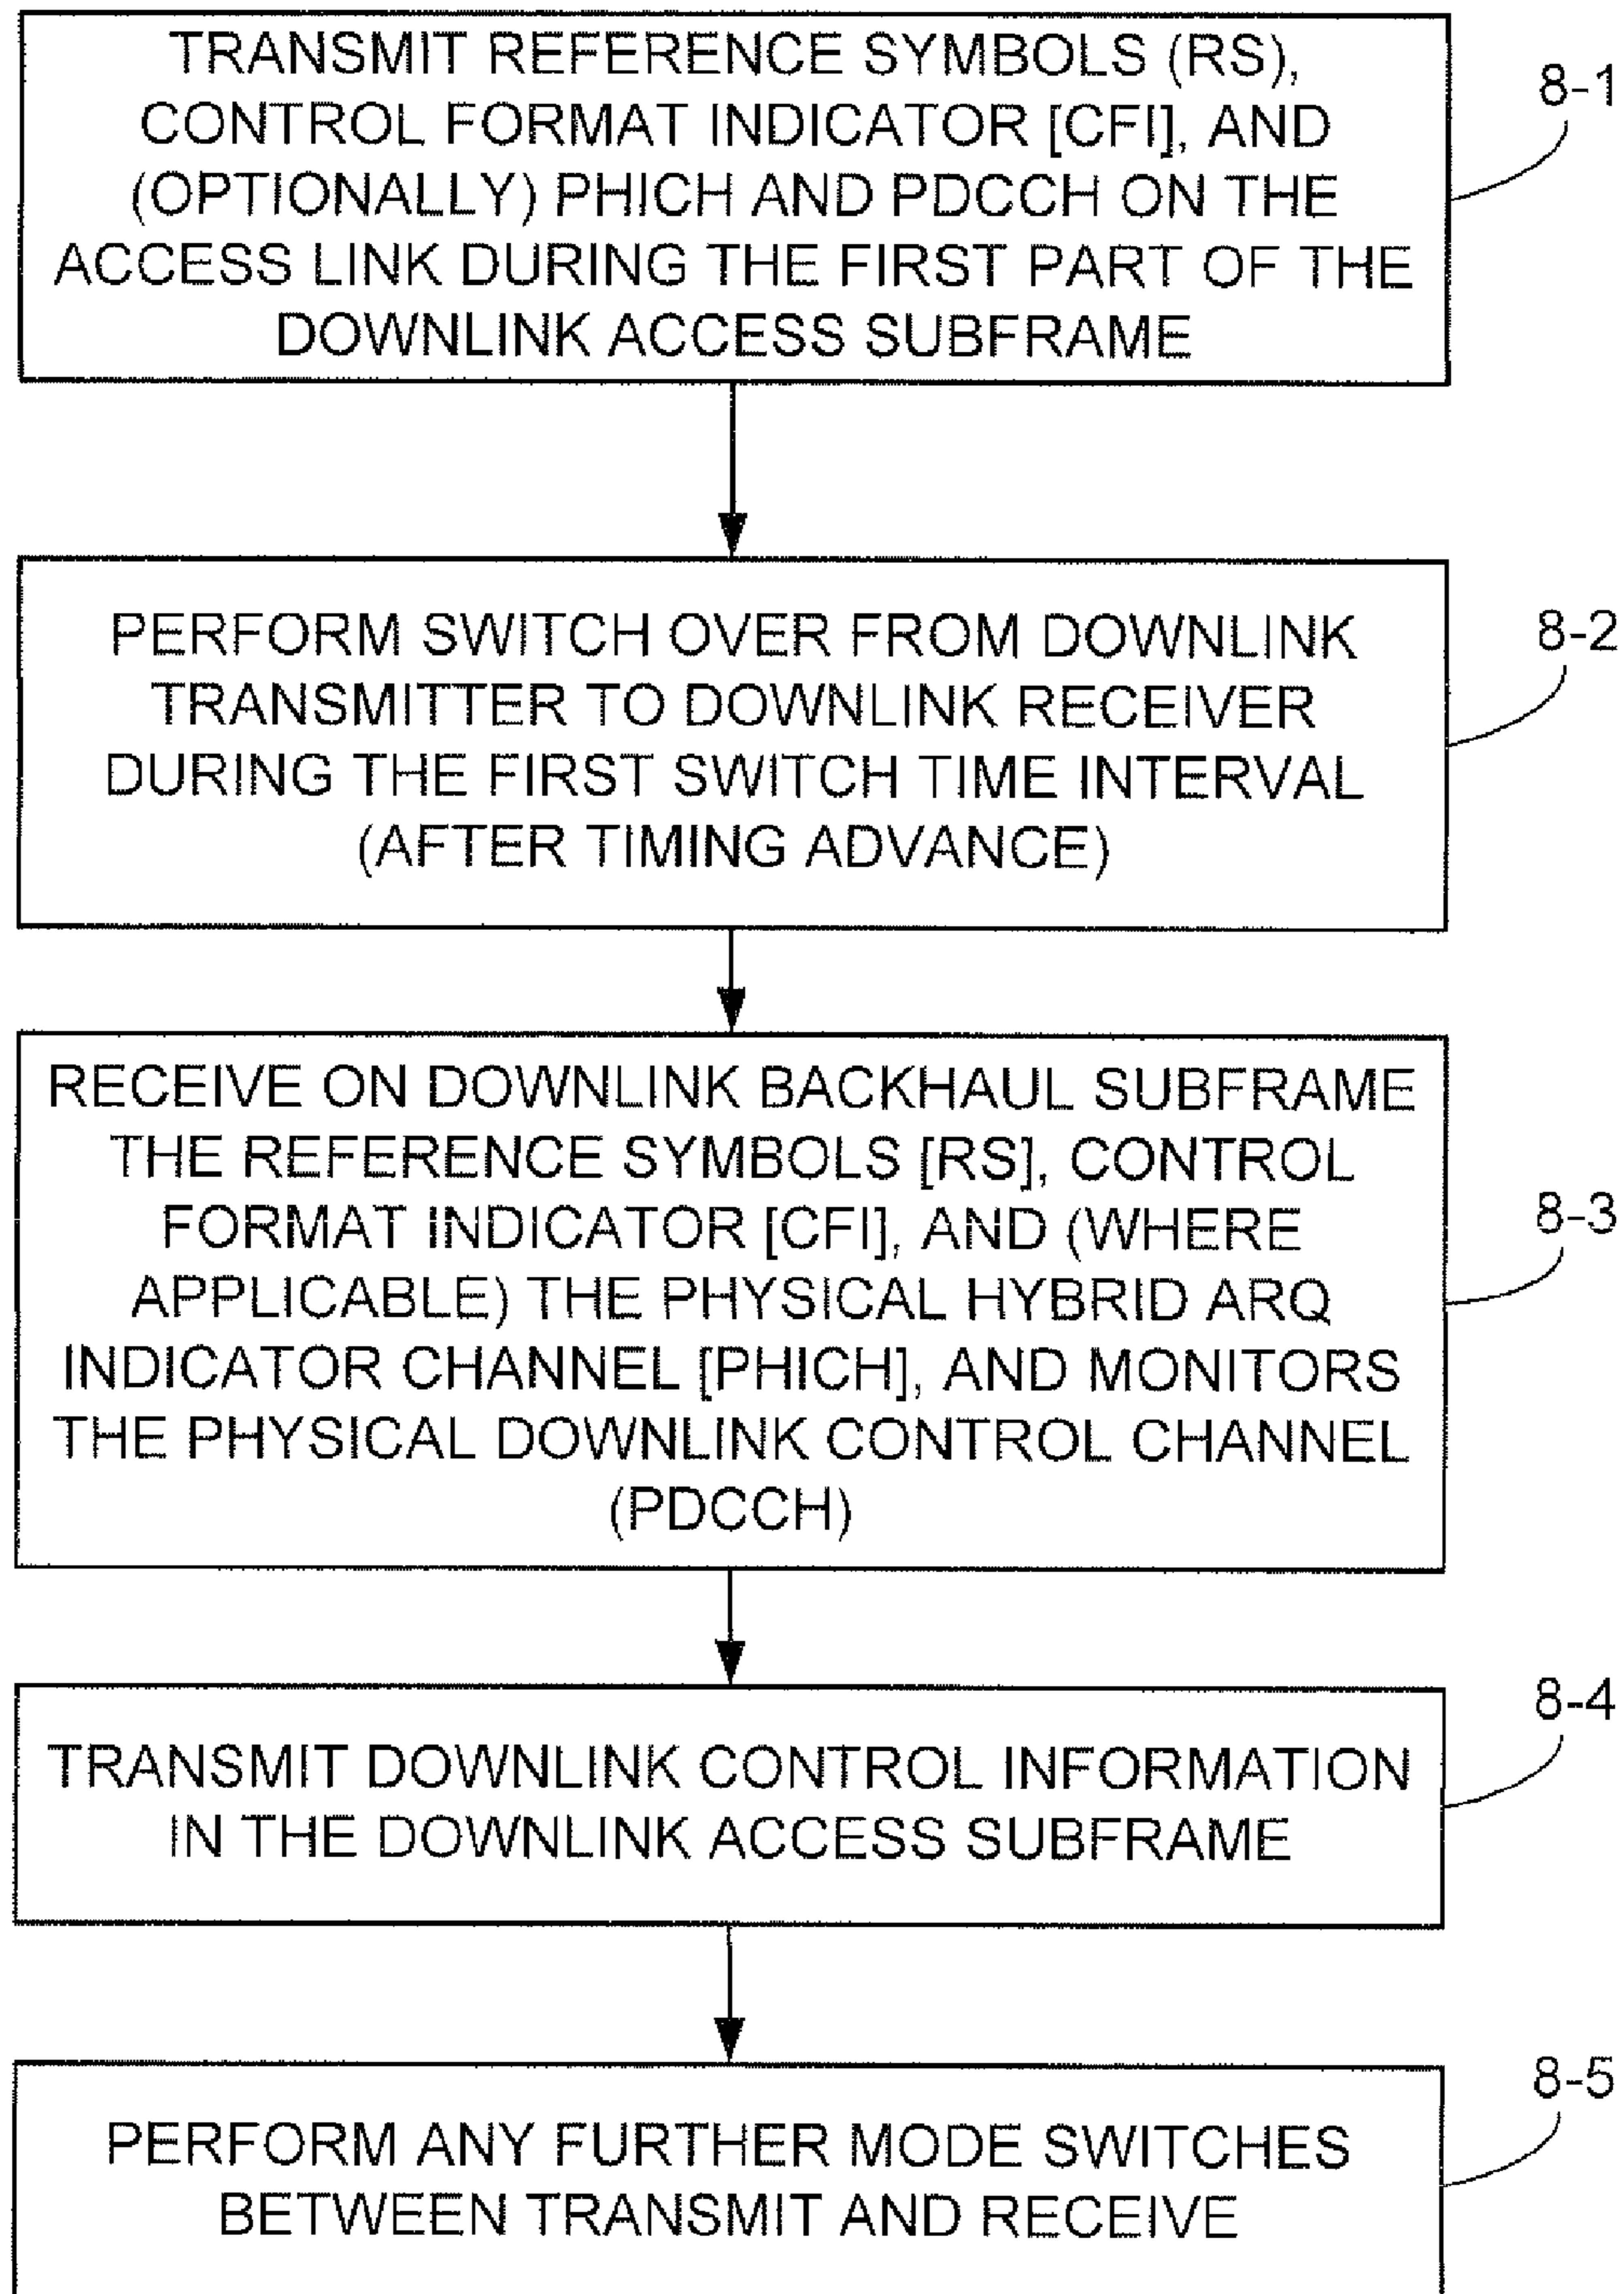 TRANSMIT REFERENCE SYMBOLS (RS),
CONTROL FORMAT INDICATOR [CFI], AND
(OPTIONALLY) PHICH AND PDCCH ON THE
ACCESS LINK DURING THE FIRST PART OF THE
DOWNLINK ACCESS SUBFRAME
8-1
PERFORM SWITCH OVER FROM DOWNLINK
TRANSMITTER TO DOWNLINK RECEIVER
DURING THE FIRST SWITCH TIME INTERVAL
(AFTER TIMING ADVANCE)
8-2
RECEIVE ON DOWNLINK BACKHAUL SUBFRAME
THE REFERENCE SYMBOLS [RS], CONTROL
FORMAT INDICATOR [CFI], AND (WHERE
APPLICABLE) THE PHYSICAL HYBRID ARQ
INDICATOR CHANNEL [PHICH], AND MONITORS
THE PHYSICAL DOWNLINK CONTROL CHANNEL
(PDCCH)
8-3
TRANSMIT DOWNLINK CONTROL INFORMATION
IN THE DOWNLINK ACCESS SUBFRAME
8-4
PERFORM ANY FURTHER MODE SWITCHES
BETWEEN TRANSMIT AND RECEIVE
8-5